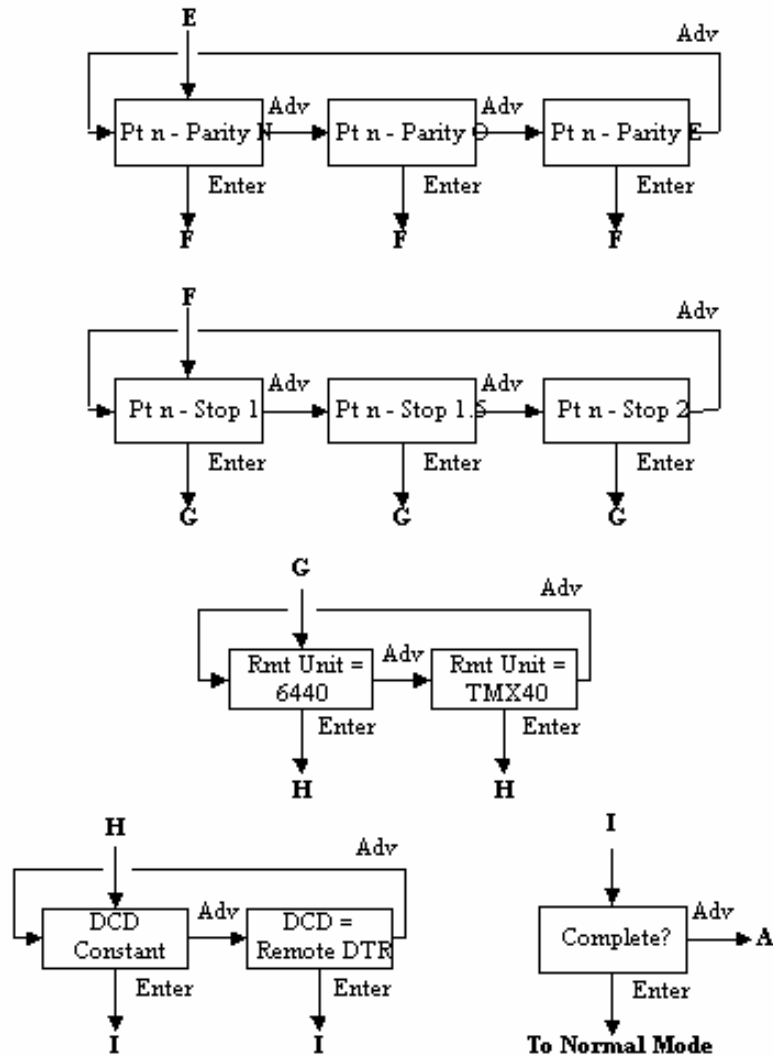 E
Adv
Adv Adv
Pt n - Parity N Pt n - Parity O Pt n - Parity E
Enter Enter Enter
F F F
F
Adv
Adv Adv
Pt n - Stop 1 Pt n - Stop 1.5 Pt n - Stop 2
Enter Enter Enter
G G G
G
Adv
Rmt Unit = Adv Rmt Unit =
6440 TMX40
Enter Enter
H H
H I
Adv
DCD Adv DCD = Adv
Constant Remote DTR Complete? A
Enter Enter Enter
I I To Normal Mode